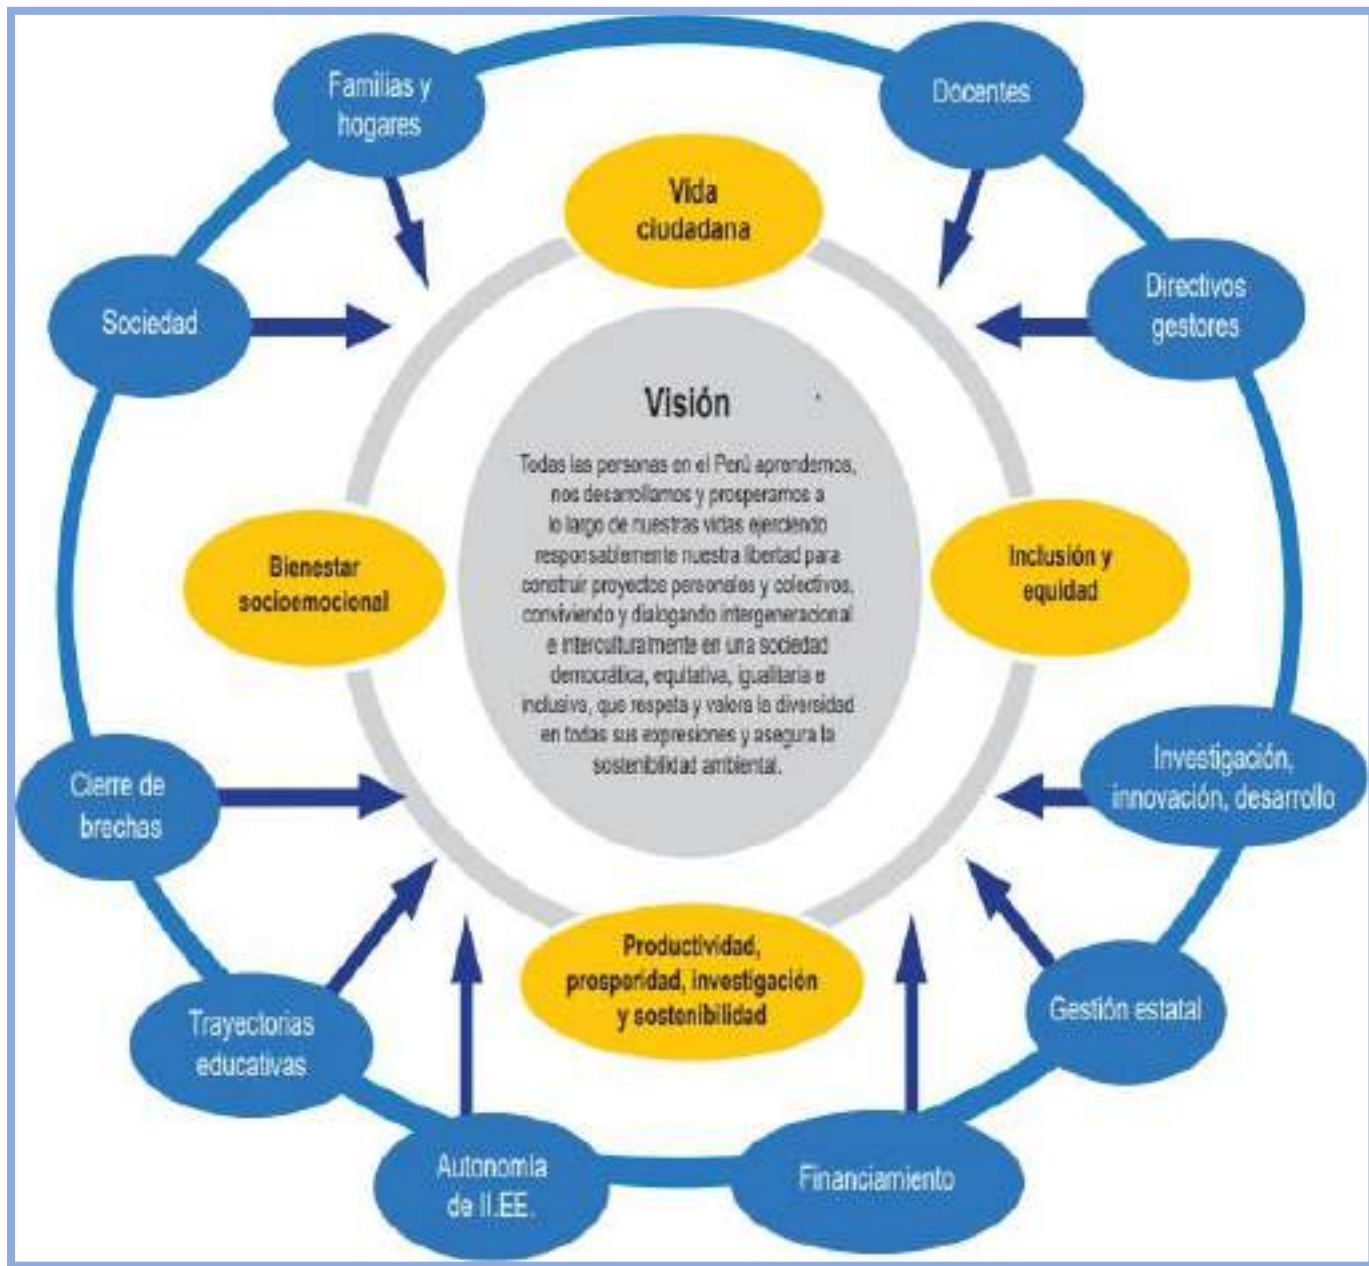 Familias y
hogares
Docentes
Vida
ciudadana
Sociedad
Directivos
gestores
Visión
Todas las personas en el Perú aprendemos,
nos desarrollamos y prosperamos a
lo largo de nuestras vidas ejerciendo
responsablemente nuestra libertad para
construir proyectos personales y colectivos,
conviviendo y dialogando intergeneracional
e interculturalmente en una sociedad
democrática, equitativa, igualitaria e
inclusiva, que respeta y valora la diversidad
en todas sus expresiones y asegura la
sostenibilidad ambiental.
Bienestar
socioemocional
Inclusión y
equidad
Cierre de
brechas
Investigación,
innovación, desarrollo
Productividad,
prosperidad, investigación
y sostenibilidad
Trayectorias
educativas
Gestión estatal
Autonomía
de II.EE.
Financiamiento